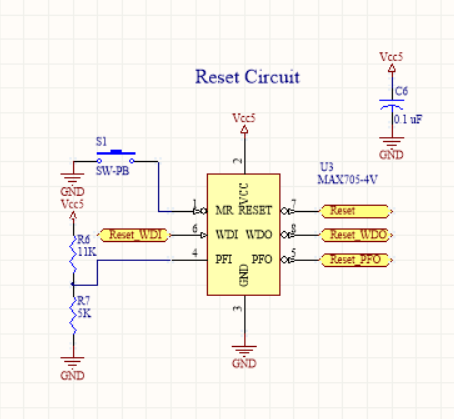 Reset Circuit
Vcc5
C6
0.1 uF
GND
Vcc5
S1
SW-PB
GND
2
VCC
U3
MAX705-4V
1
MR
RESET
7
Reset
Reset_WDI
6
WDI
WDO
8
Reset_WDO
4
PFI
PFO
5
Reset_PFO
GND
3
GND
Vcc5
R6
11K
R7
5K
GND